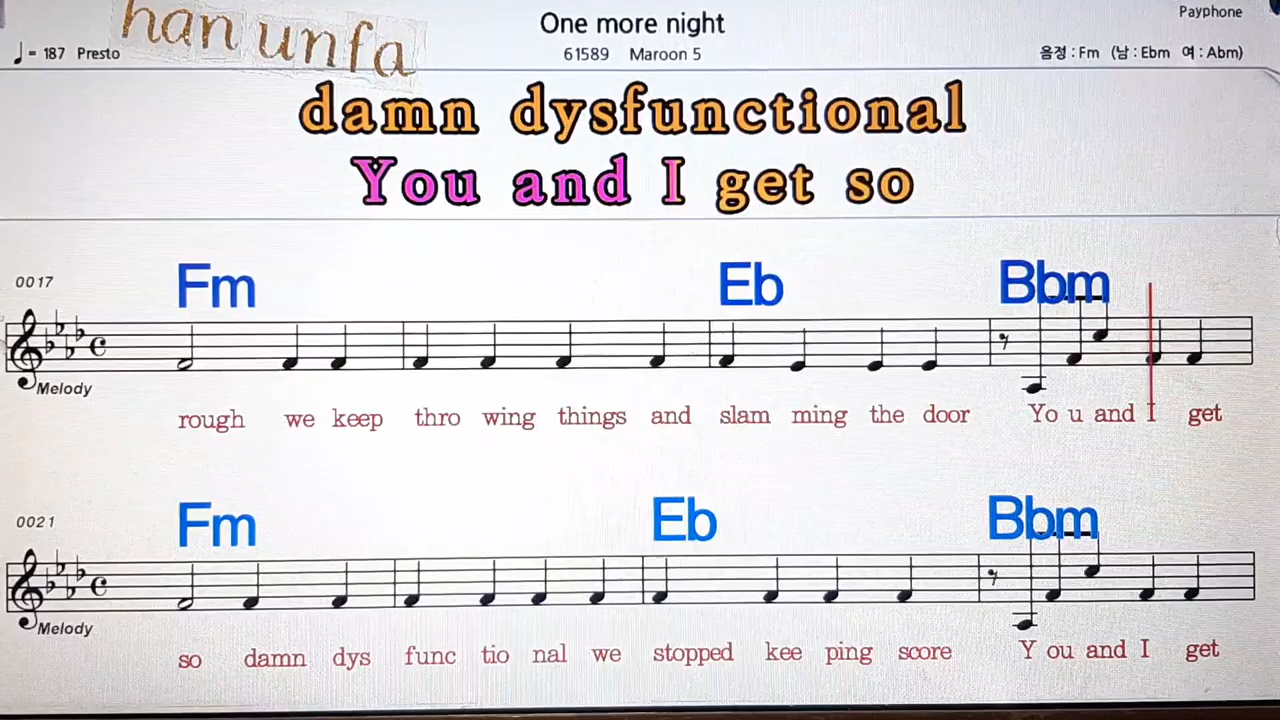 han unfa
One more night
Payphone
♩= 187 Presto
61589 Maroon 5
음정 : Fm (남 : Ebm 여 : Abm)
damn dysfunctional
You and I get so
0017
Fm Eb Bbm
Melody
rough we keep thro wing things and slam ming the door Yo u and I get
0021
Fm Eb Bbm
Melody
so damn dys func tio nal we stopped kee ping score Y ou and I get